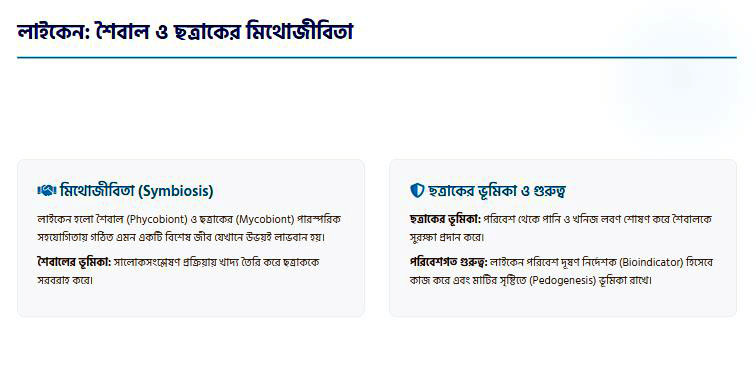 লাইকেন: শৈবাল ও ছত্রাকের মিথোজীবিতা
মিথোজীবিতা (Symbiosis)
লাইকেন হলো শৈবাল (Phycobiont) ও ছত্রাকের (Mycobiont) পারস্পরিক
সহযোগিতায় গঠিত এমন একটি বিশেষ জীব যেখানে উভয়ই লাভবান হয়।
শৈবালের ভূমিকা: সালোকসংশ্লেষণ প্রক্রিয়ায় খাদ্য তৈরি করে ছত্রাককে
সরবরাহ করে।
ছত্রাকের ভূমিকা ও গুরুত্ব
ছত্রাকের ভূমিকা: পরিবেশ থেকে পানি ও খনিজ লবণ শোষণ করে শৈবালকে
সুরক্ষা প্রদান করে।
পরিবেশগত গুরুত্ব: লাইকেন পরিবেশ দূষণ নির্দেশক (Bioindicator) হিসেবে
কাজ করে এবং মাটির সৃষ্টিতে (Pedogenesis) ভূমিকা রাখে।